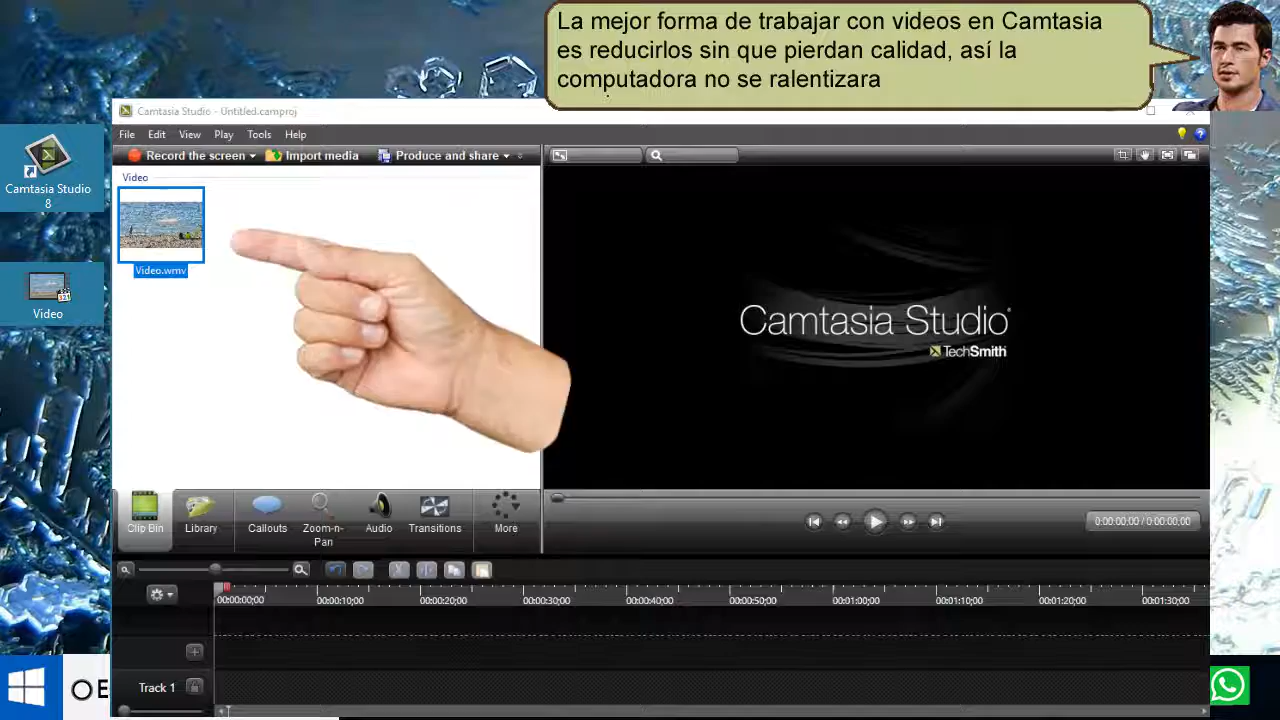 La mejor forma de trabajar con videos en Camtasia
es reducirlos sin que pierdan calidad, así la
computadora no se ralentizara
Camtasia Studio - Untitled.camproj
File Edit View Play Tools Help
Record the screen Import media Produce and share
Video
Camtasia Studio
8
Video.wmv
Video
Camtasia Studio
TechSmith
Clip Bin Library Callouts Zoom-n-
Pan Audio Transitions More
0:00:00;00 / 0:00:00;00
00:00:00;00 00:00:10;00 00:00:20;00 00:00:30;00 00:00:40;00 00:00:50;00 00:01:00;00 00:01:10;00 00:01:20;00 00:01:30;00
Track 1